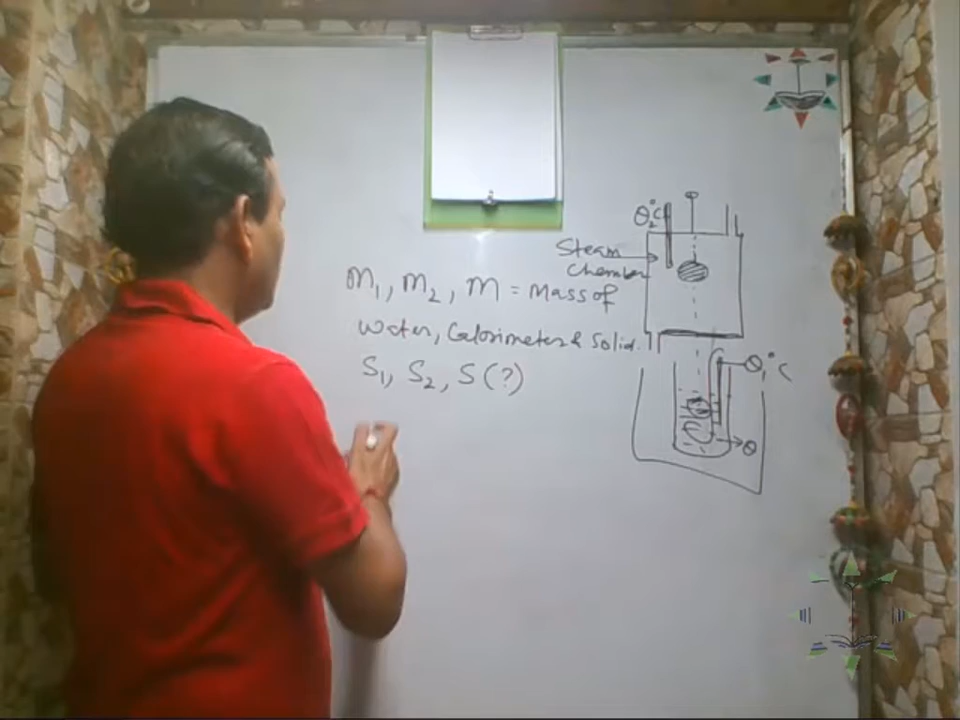 θ₂°C
Steam
Chamber
m₁, m₂, m = Mass of
water, Calorimeter & Solid.
S₁, S₂, S (?)
θ₁°C
θ